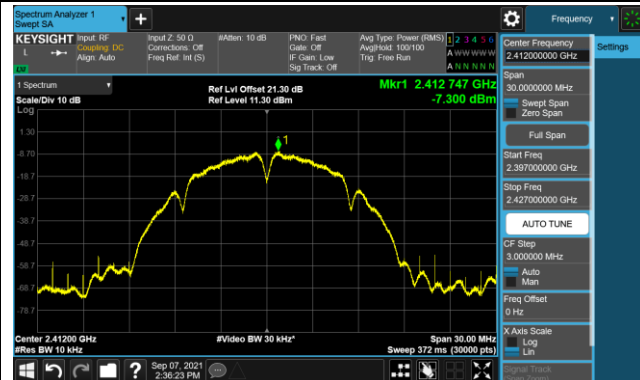 Spectrum Analyzer 1
Swept SA
+
Frequency
KEYSIGHT
L
Input: RF
Coupling: DC
Align: Auto
Input Z: 50 Ω
Corrections: Off
Freq Ref: Int (S)
#Atten: 10 dB
PNO: Fast
Gate: Off
IF Gain: Low
Sig Track: Off
Avg Type: Power (RMS)
Avg|Hold: 100/100
Trig: Free Run
1 2 3 4 5 6
A W W W W W
A N N N N N
1 Spectrum
Scale/Div 10 dB
Log
Ref Lvl Offset 21.30 dB
Ref Level 11.30 dBm
Mkr1 2.412 747 GHz
-7.300 dBm
1
1.30
-8.70
-18.7
-28.7
-38.7
-48.7
-58.7
-68.7
-78.7
Center 2.41200 GHz
#Res BW 10 kHz
#Video BW 30 kHz*
Span 30.00 MHz
Sweep 372 ms (30000 pts)
Center Frequency
2.412000000 GHz
Settings
Span
30.0000000 MHz
Swept Span
Zero Span
Full Span
Start Freq
2.397000000 GHz
Stop Freq
2.427000000 GHz
AUTO TUNE
CF Step
3.000000 MHz
Auto
Man
Freq Offset
0 Hz
X Axis Scale
Log
Lin
Signal Track
(Span Zoom)
?
Sep 07, 2021
2:36:23 PM